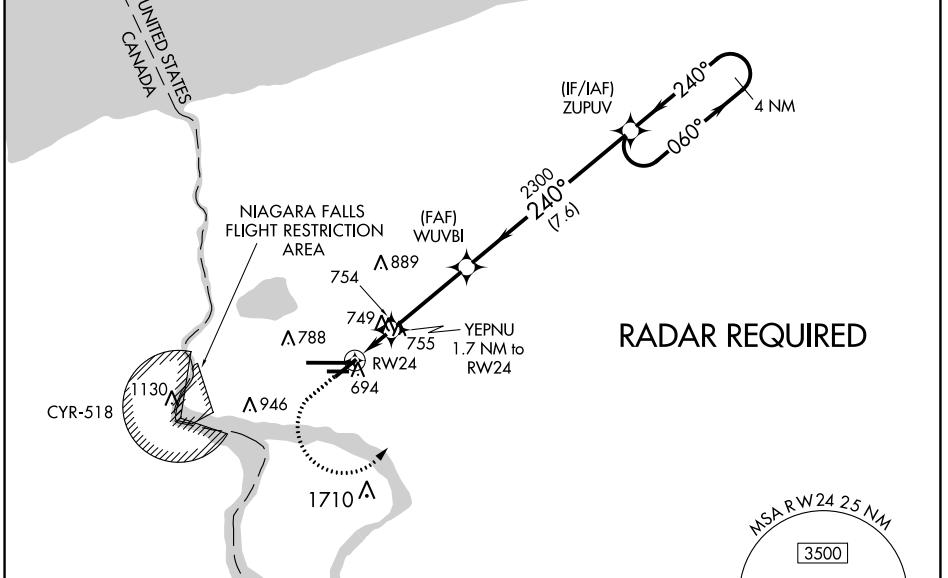 UNITED STATES
CANADA
(IF/IAF)
ZUPUV
240°
4 NM
060°
2300
240°
(7.6)
NIAGARA FALLS
FLIGHT RESTRICTION
AREA
(FAF)
WUVBI
889
754
749
755
YEPNU
1.7 NM to
RW24
788
RW24
694
RADAR REQUIRED
1130
CYR-518
946
1710
MSA RW24 25 NM
3500